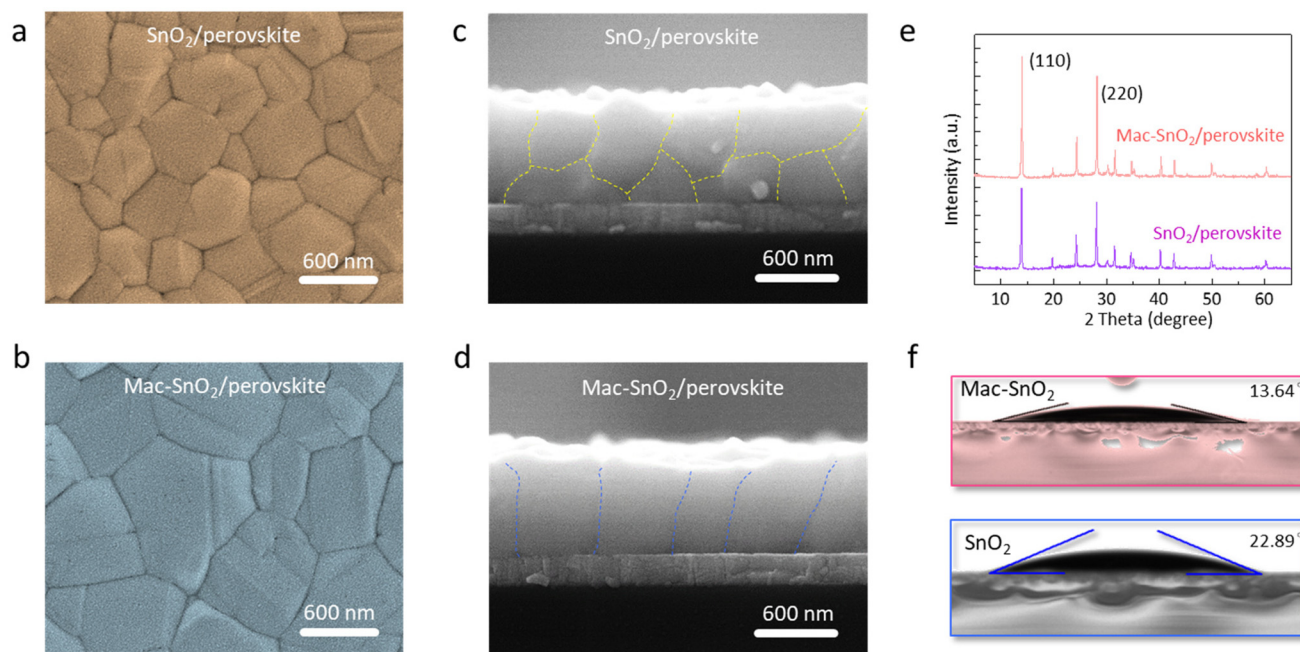 a
SnO₂/perovskite
600 nm
b
Mac-SnO₂/perovskite
600 nm
c
SnO₂/perovskite
600 nm
d
Mac-SnO₂/perovskite
600 nm
e
(110)
(220)
Mac-SnO₂/perovskite
SnO₂/perovskite
Intensity (a.u.)
10 20 30 40 50 60
2 Theta (degree)
f
Mac-SnO₂
13.64°
SnO₂
22.89°